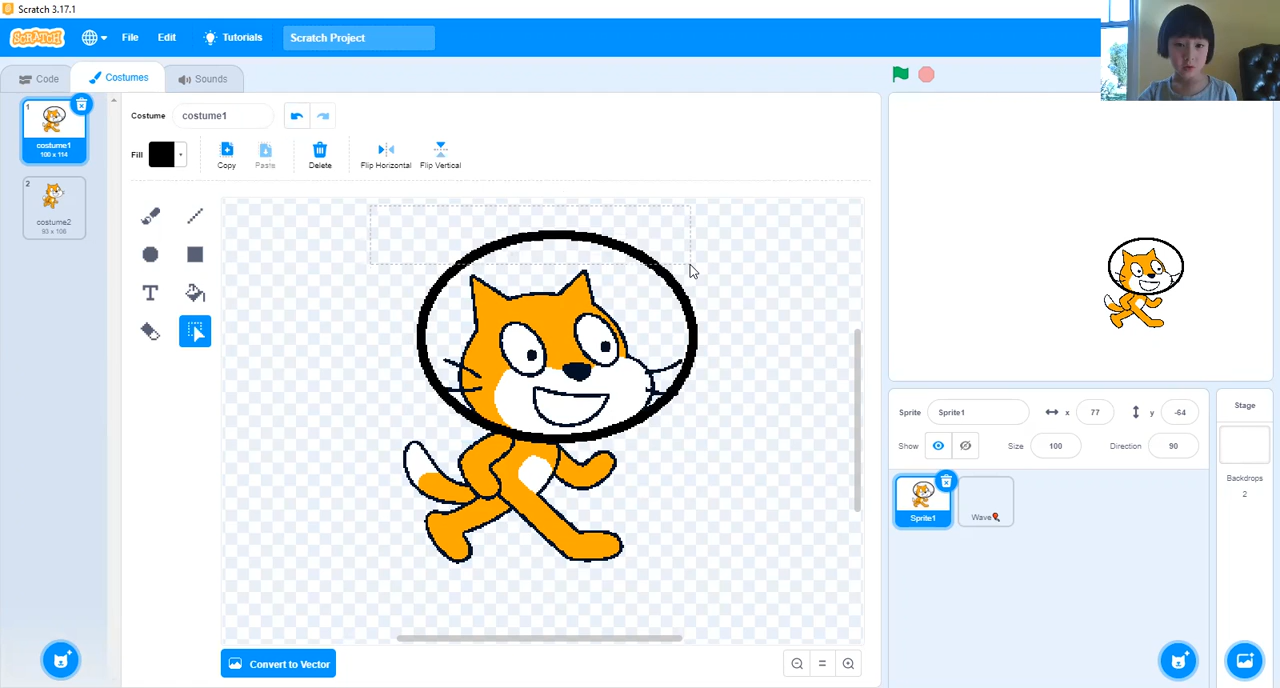 Scratch 3.17.1
SCRATCH File Edit Tutorials Scratch Project
Code Costumes Sounds
1
costume1
100 x 114
2
costume2
93 x 106
Costume costume1
Fill Copy Paste Delete Flip Horizontal Flip Vertical
T
Convert to Vector
Sprite Sprite1 x 77 y -64
Show Size 100 Direction 90
Sprite1
Wave
Stage
Backdrops
2